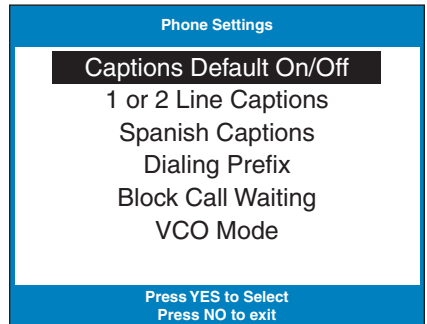 Phone Settings
Captions Default On/Off
1 or 2 Line Captions
Spanish Captions
Dialing Prefix
Block Call Waiting
VCO Mode
Press YES to Select
Press NO to exit